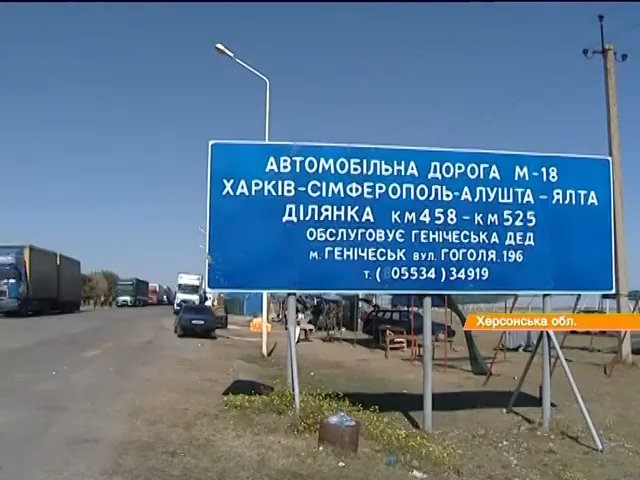 АВТОМОБІЛЬНА ДОРОГА М-18
ХАРКІВ-СІМФЕРОПОЛЬ-АЛУШТА-ЯЛТА
ДІЛЯНКА КМ458-КМ525
ОБСЛУГОВУЄ ГЕНІЧЕСЬКА ДЕД
М.ГЕНІЧЕСЬК ВУЛ.ГОГОЛЯ.196
Т.(805534)34919
Херсонська обл.